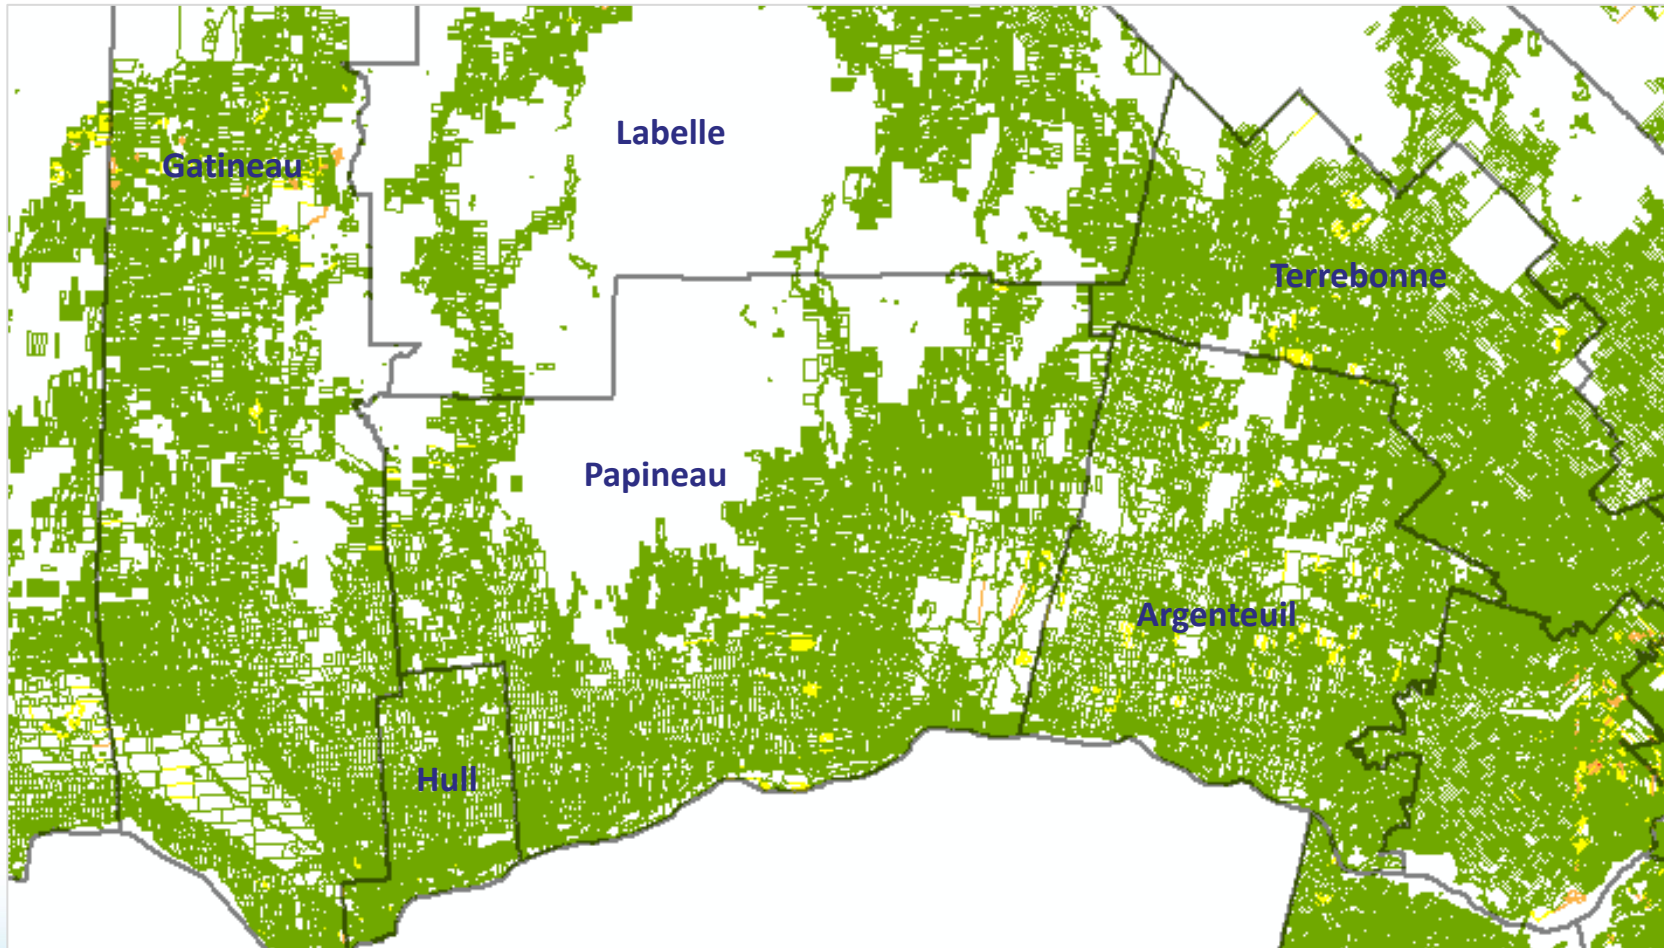 Labelle
Gatineau
Terrebonne
Papineau
Argenteuil
Hull